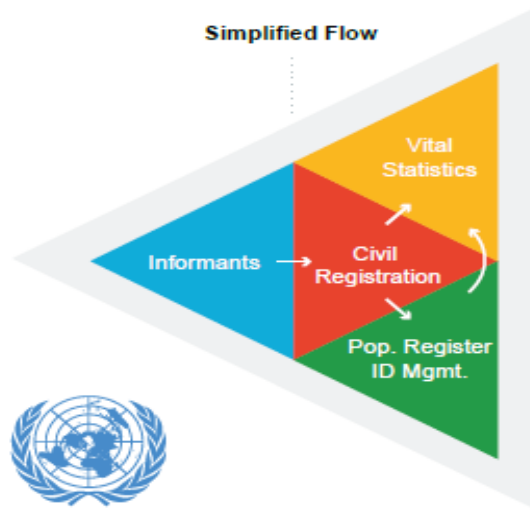 Simplified Flow
Vital
Statistics
Informants
Civil
Registration
Pop. Register
ID Mgmt.